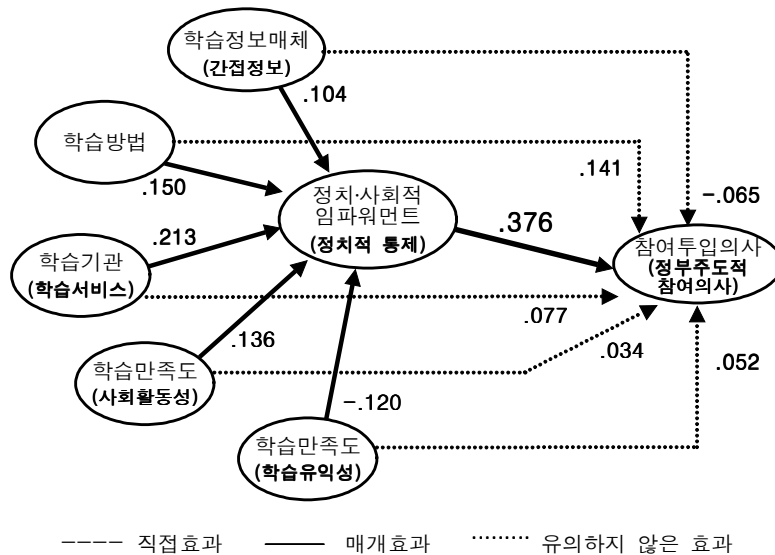 학습정보매체
(간접정보)
.104
학습방법
.150
.141
정치·사회적
임파워먼트
(정치적 통제)
-.065
.213
.376
학습기관
(학습서비스)
참여투입의사
(정부주도적
참여의사)
.077
.136
.034
.052
학습만족도
(사회활동성)
-.120
학습만족도
(학습유익성)
직접효과 매개효과 유의하지 않은 효과